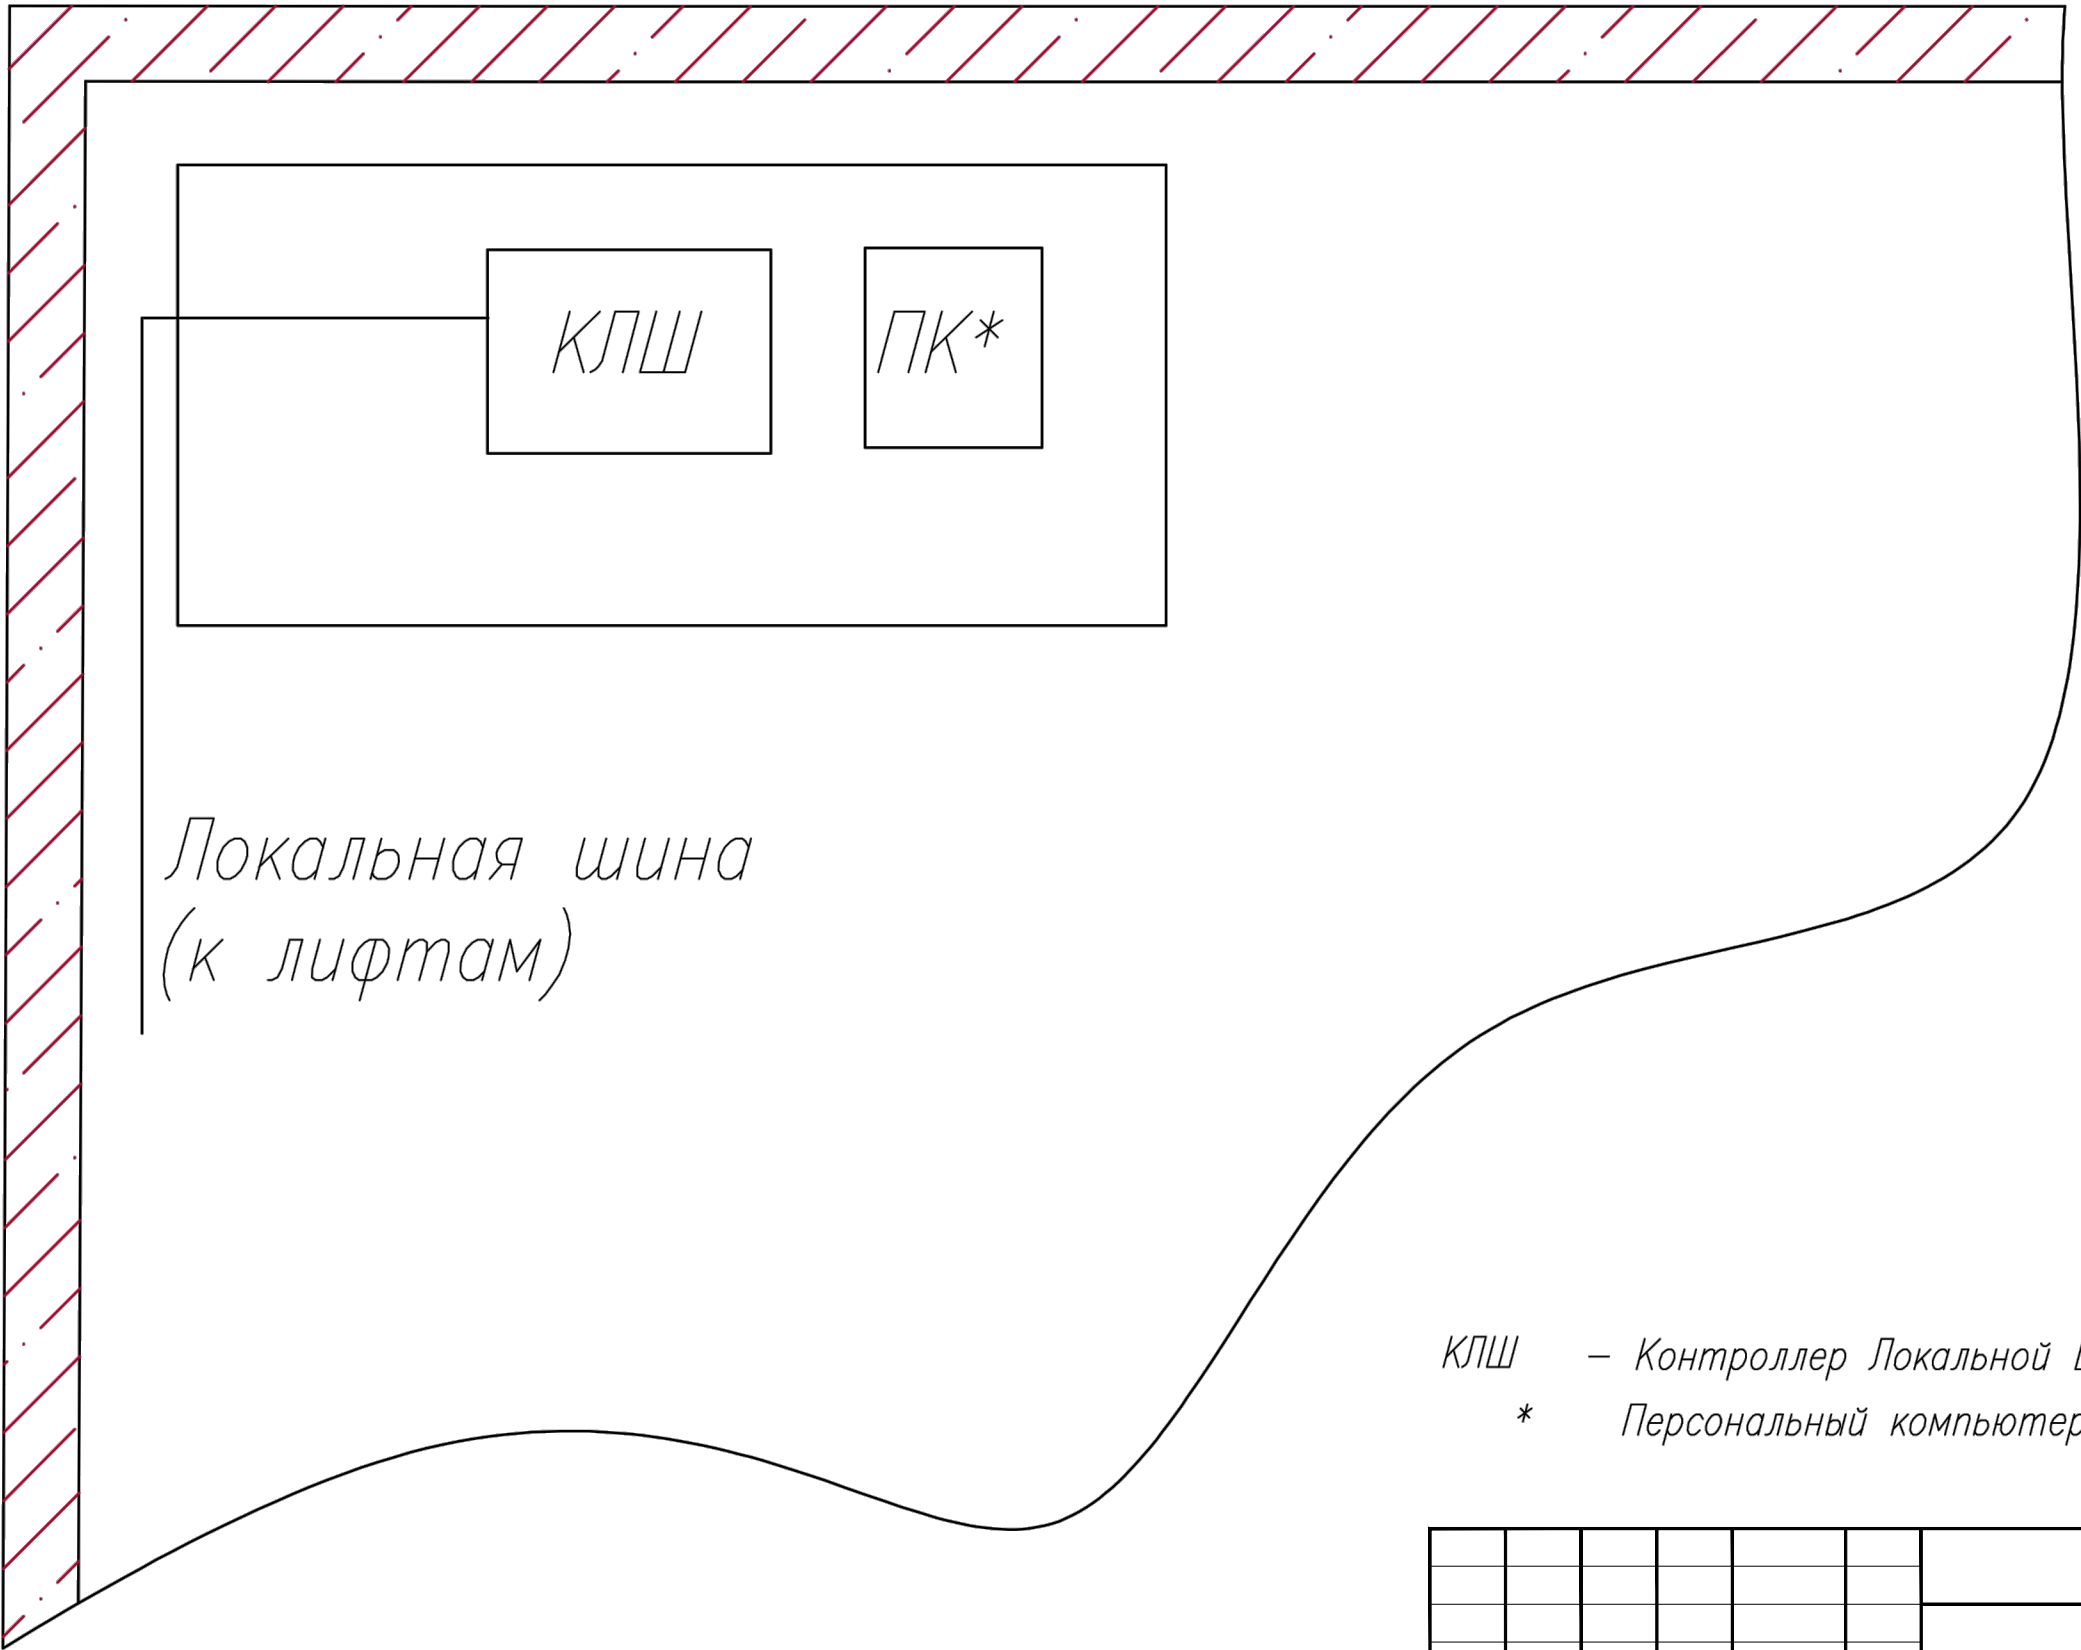 КЛШ
ПК*
Локальная шина
(к лифтам)
КЛШ – Контроллер Локальной
* Персональный компьютер